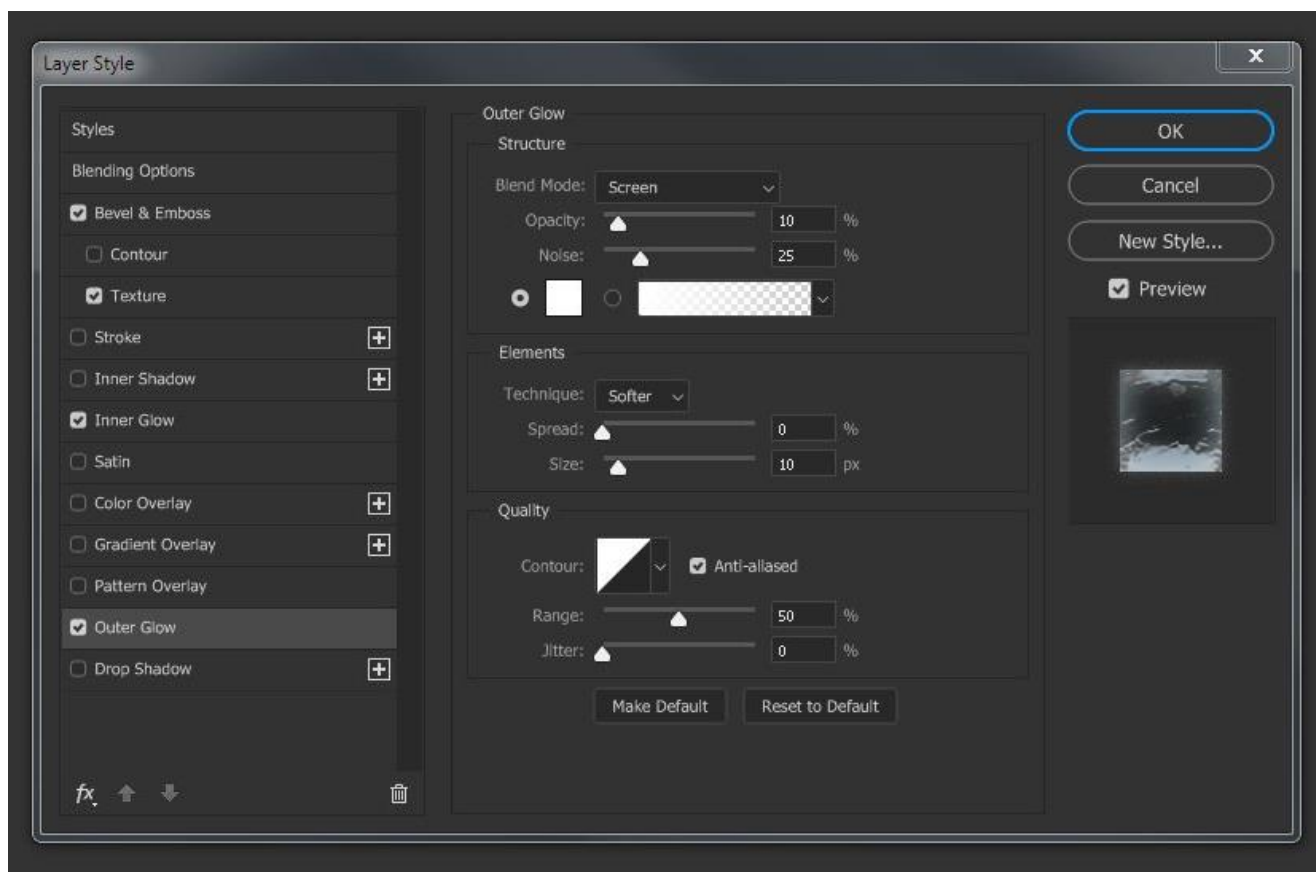 Layer Style
X
Styles
Blending Options
Bevel & Emboss
Contour
Texture
Stroke
Inner Shadow
Inner Glow
Satin
Color Overlay
Gradient Overlay
Pattern Overlay
Outer Glow
Drop Shadow
fx
Outer Glow
Structure
Blend Mode: Screen
Opacity: 10 %
Noise: 25 %
Elements
Technique: Softer
Spread: 0 %
Size: 10 px
Quality
Contour: Anti-aliased
Range: 50 %
Jitter: 0 %
Make Default Reset to Default
OK
Cancel
New Style...
Preview